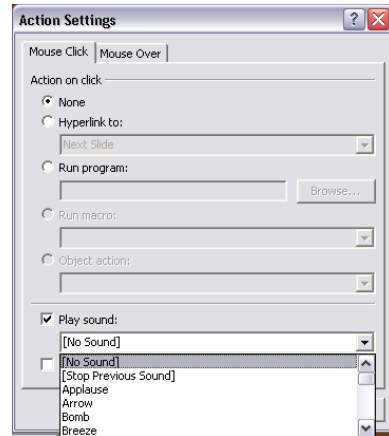 Action Settings
Mouse Click
Mouse Over
Action on click
None
Hyperlink to:
Next Slide
Run program:
Browse...
Run macro:
Object action:
Play sound:
[No Sound]
[No Sound]
[Stop Previous Sound]
Applause
Arrow
Bomb
Breeze